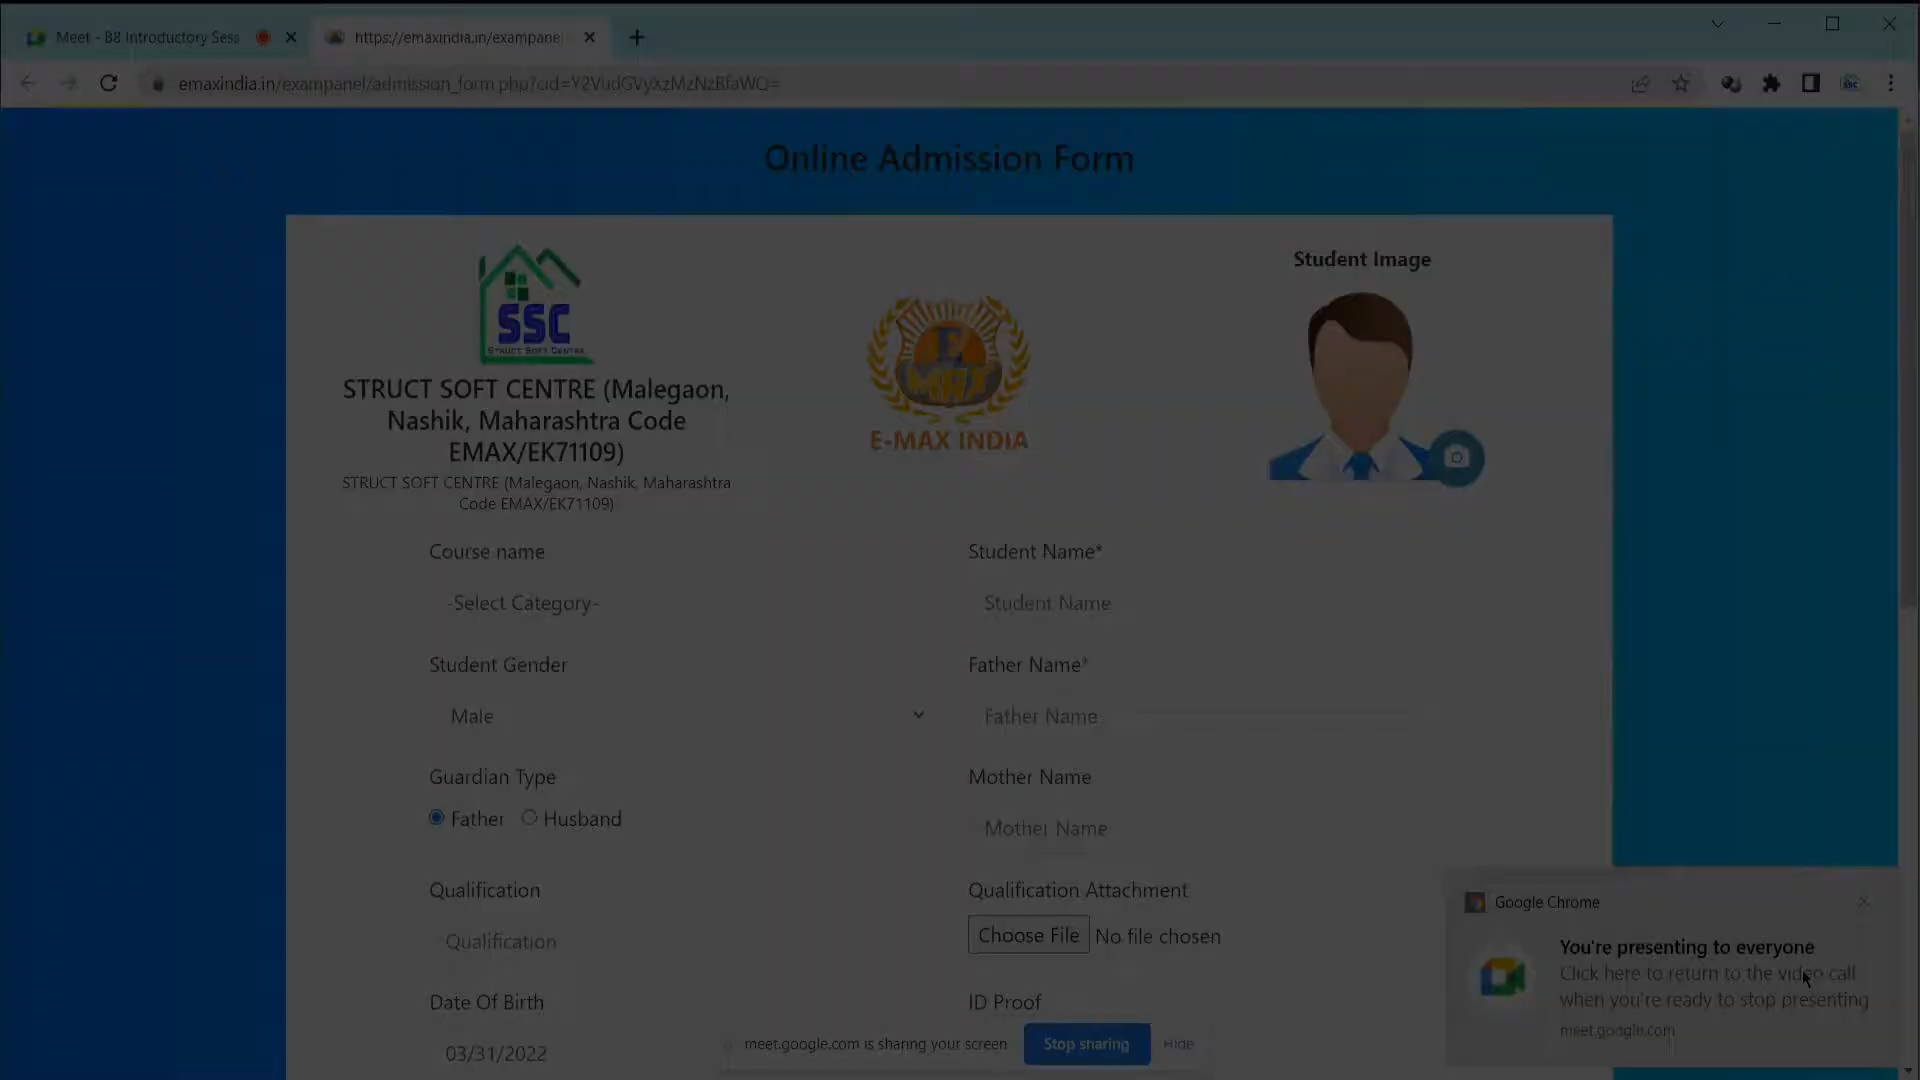 Meet - B8 Introductory Sess
https://emaxindia.in/exampane
emaxindia.in/exampanel/admission_form.php?cid=Y2VudGVyXzMzNzBfaWQ=
SSC
Online Admission Form
SSC
STRUCT SOFT CENTRE
STRUCT SOFT CENTRE (Malegaon,
Nashik, Maharashtra Code
EMAX/EK71109)
STRUCT SOFT CENTRE (Malegaon, Nashik, Maharashtra
Code EMAX/EK71109)
E
MAX
E-MAX INDIA
Student Image
Course name
Student Name*
-Select Category-
Student Name
Student Gender
Father Name*
Male
Father Name
Guardian Type
Mother Name
Father
Husband
Mother Name
Qualification
Qualification Attachment
Qualification
Choose File
No file chosen
Date Of Birth
ID Proof
03/31/2022
meet.google.com is sharing your screen
Stop sharing
Hide
Google Chrome
You're presenting to everyone
Click here to return to the video call
when you're ready to stop presenting
meet.google.com